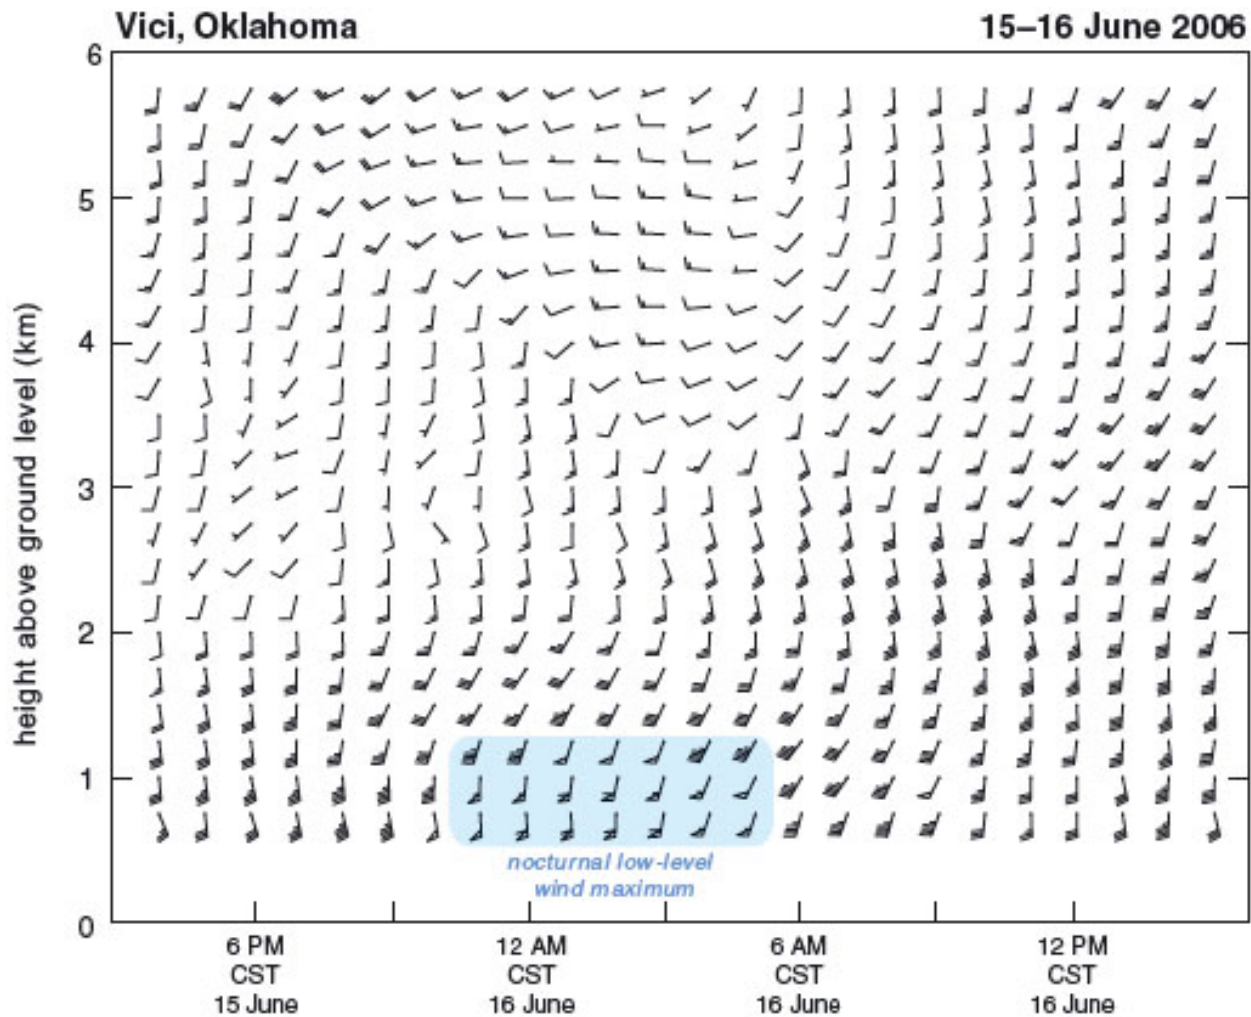 Vici, Oklahoma
15–16 June 2006
6
5
4
3
2
1
0
height above ground level (km)
nocturnal low-level
wind maximum
6 PM
CST
15 June
12 AM
CST
16 June
6 AM
CST
16 June
12 PM
CST
16 June